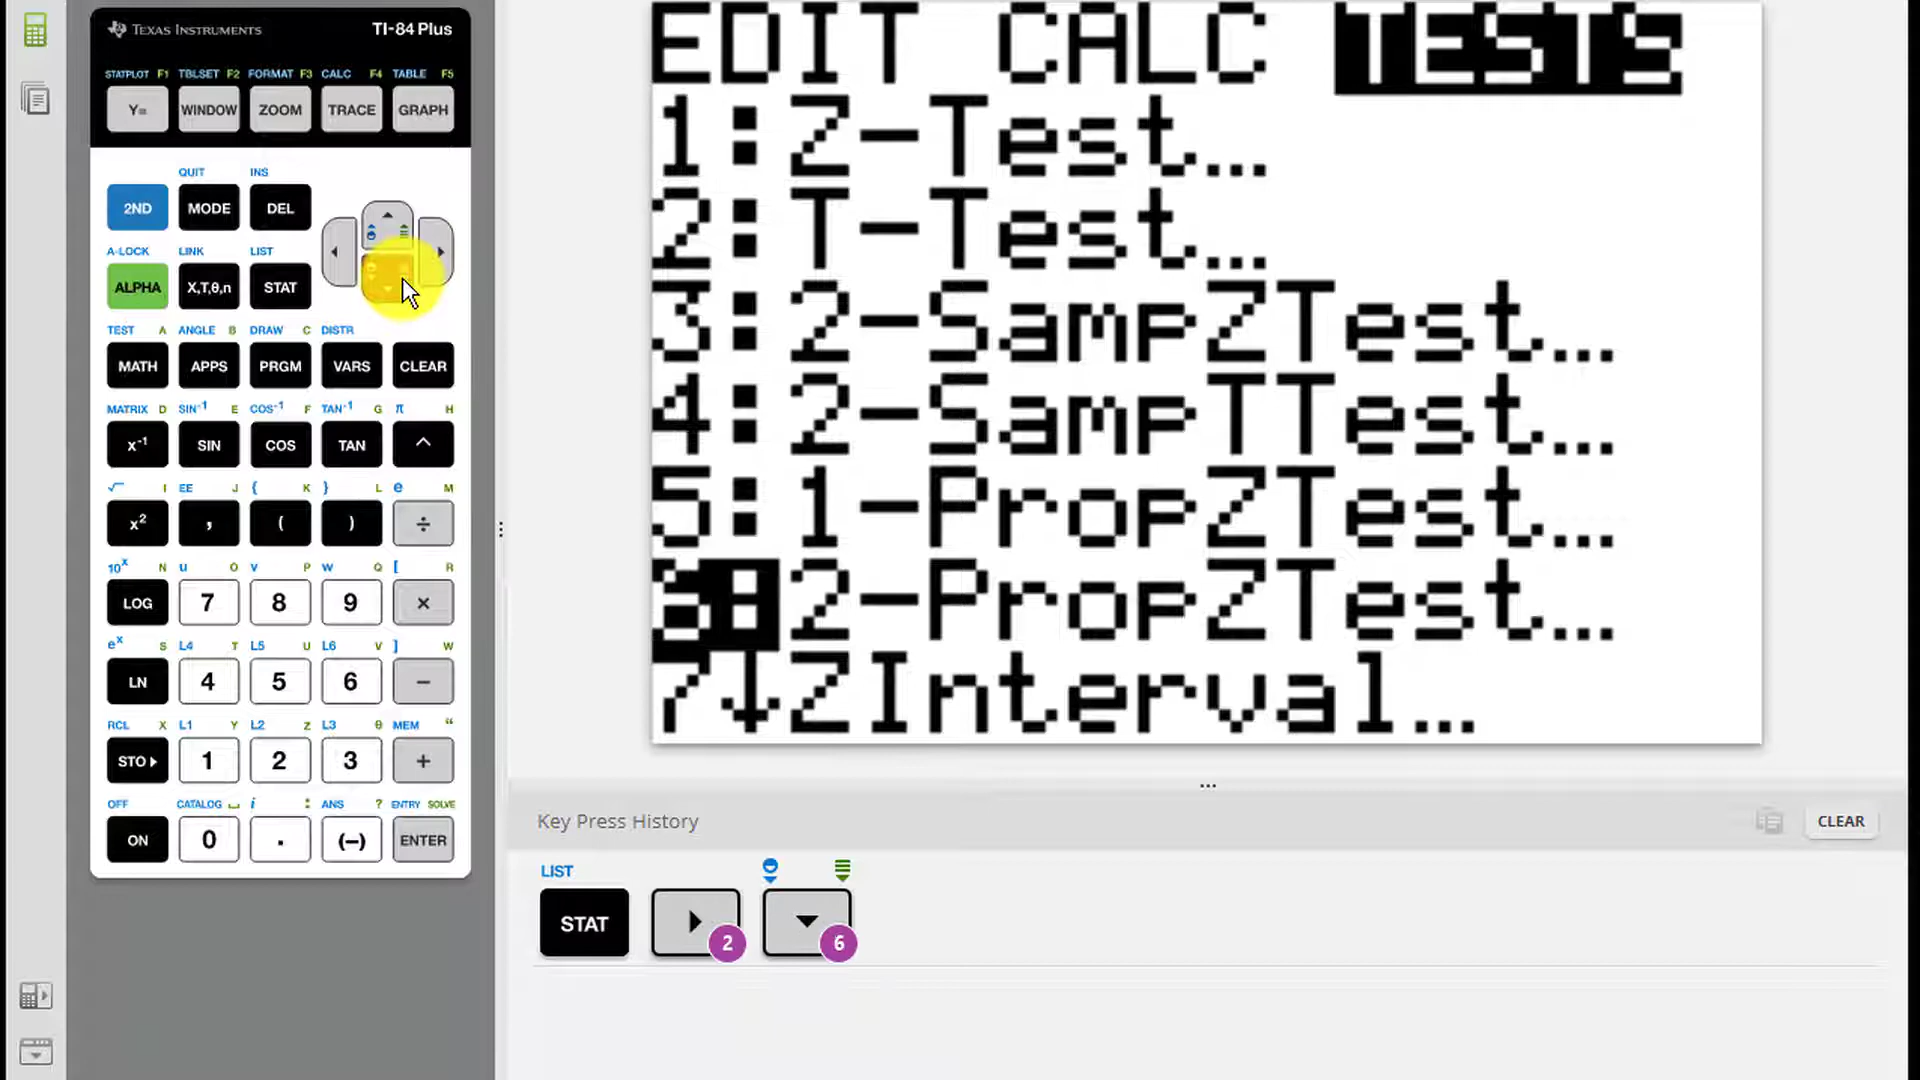 TEXAS INSTRUMENTS TI-84 Plus
STATPLOT F1 TBLSET F2 FORMAT F3 CALC F4 TABLE F5
Y= WINDOW ZOOM TRACE GRAPH
QUIT INS
2ND MODE DEL
A-LOCK LINK LIST
ALPHA X,T,θ,n STAT
TEST A ANGLE B DRAW C DISTR
MATH APPS PRGM VARS CLEAR
MATRIX D SIN⁻¹ E COS⁻¹ F TAN⁻¹ G π H
x⁻¹ SIN COS TAN ^
√ I EE J { K } L e M
x² , ( ) ÷
10ˣ N u O v P w Q [ R
LOG 7 8 9 ×
eˣ S L4 T L5 U L6 V ] W
LN 4 5 6 −
RCL X L1 Y L2 Z L3 θ MEM "
STO▸ 1 2 3 +
OFF CATALOG ⎵ i : ANS ? ENTRY SOLVE
ON 0 . (−) ENTER
EDIT CALC TESTS
1:Z-Test…
2:T-Test…
3:2-SampZTest…
4:2-SampTTest…
5:1-PropZTest…
6:2-PropZTest…
7↓ZInterval…
Key Press History
CLEAR
LIST
STAT 2 6